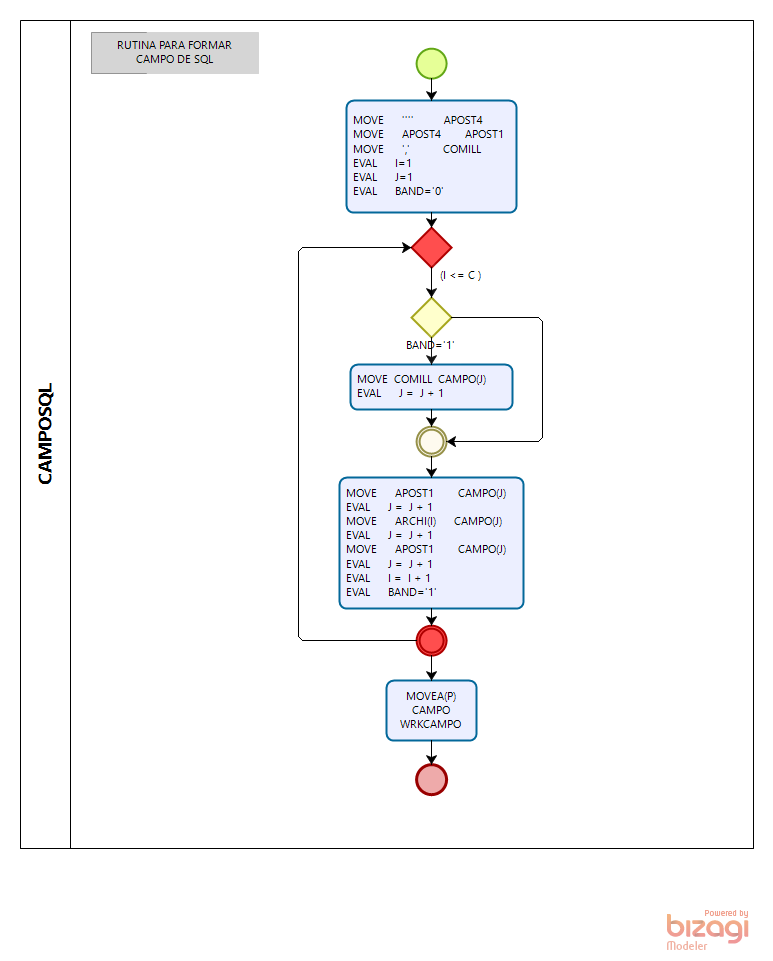 RUTINA PARA FORMAR
CAMPO DE SQL
CAMPOSQL
MOVE '''' APOST4
MOVE APOST4 APOST1
MOVE ',' COMILL
EVAL I=1
EVAL J=1
EVAL BAND='0'
(I <= C )
BAND='1'
MOVE COMILL CAMPO(J)
EVAL J = J + 1
MOVE APOST1 CAMPO(J)
EVAL J = J + 1
MOVE ARCHI(I) CAMPO(J)
EVAL J = J + 1
MOVE APOST1 CAMPO(J)
EVAL J = J + 1
EVAL I = I + 1
EVAL BAND='1'
MOVEA(P)
CAMPO
WRKCAMPO
Powered by
bizagi
Modeler